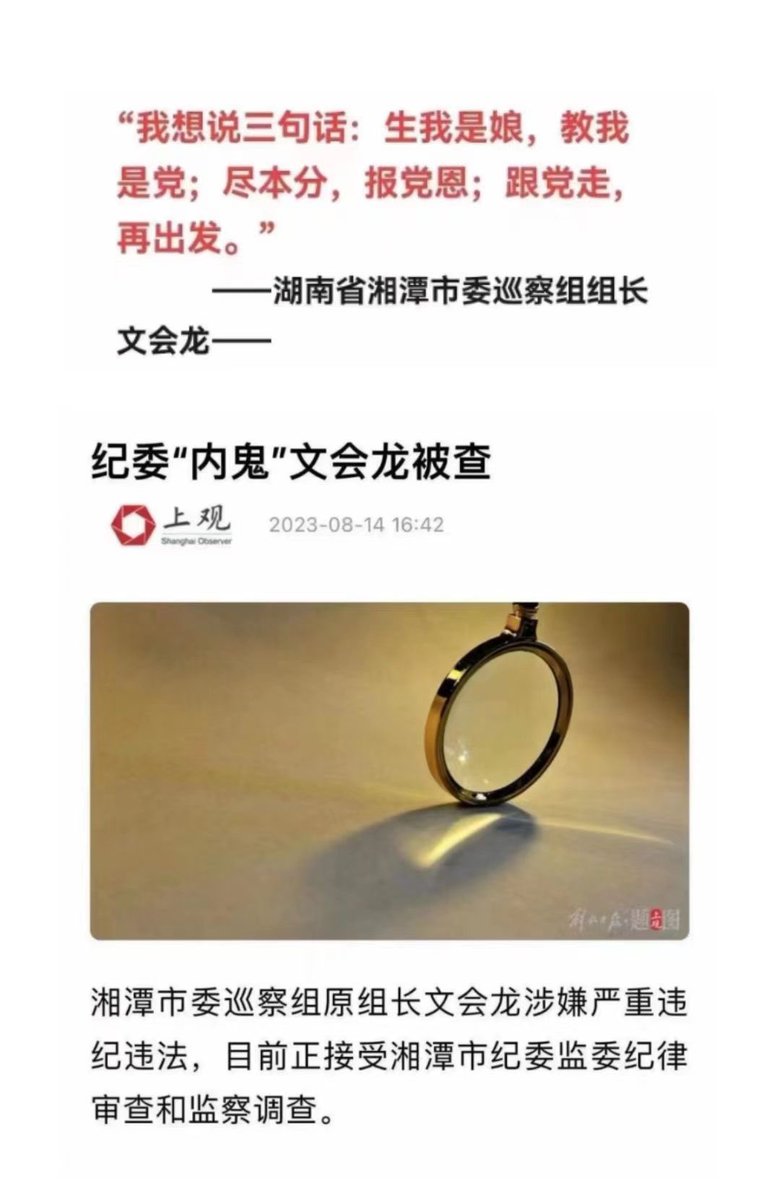 “我想说三句话：生我是娘，教我
是党；尽本分，报党恩；跟党走，
再出发。”
——湖南省湘潭市委巡察组组长
文会龙——
纪委“内鬼”文会龙被查
上观
Shanghai Observer
2023-08-14 16:42
解放日报·题上观图
湘潭市委巡察组原组长文会龙涉嫌严重违
纪违法，目前正接受湘潭市纪委监委纪律
审查和监察调查。